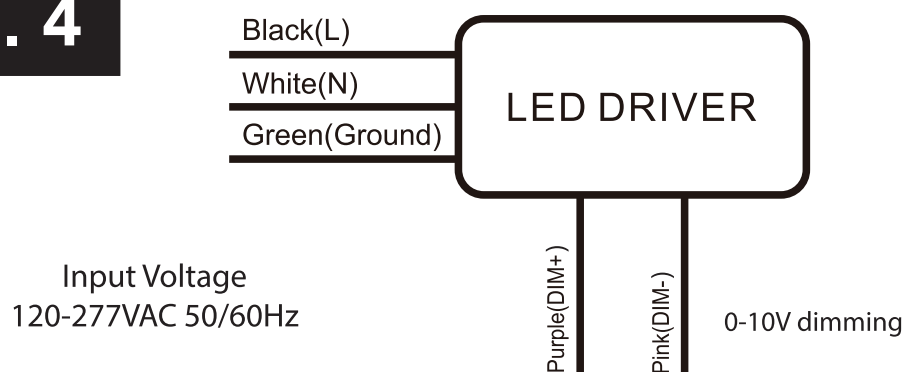 . 4
Black(L)
White(N)
Green(Ground)
LED DRIVER
Input Voltage
120-277VAC 50/60Hz
Purple(DIM+)
Pink(DIM-)
0-10V dimming